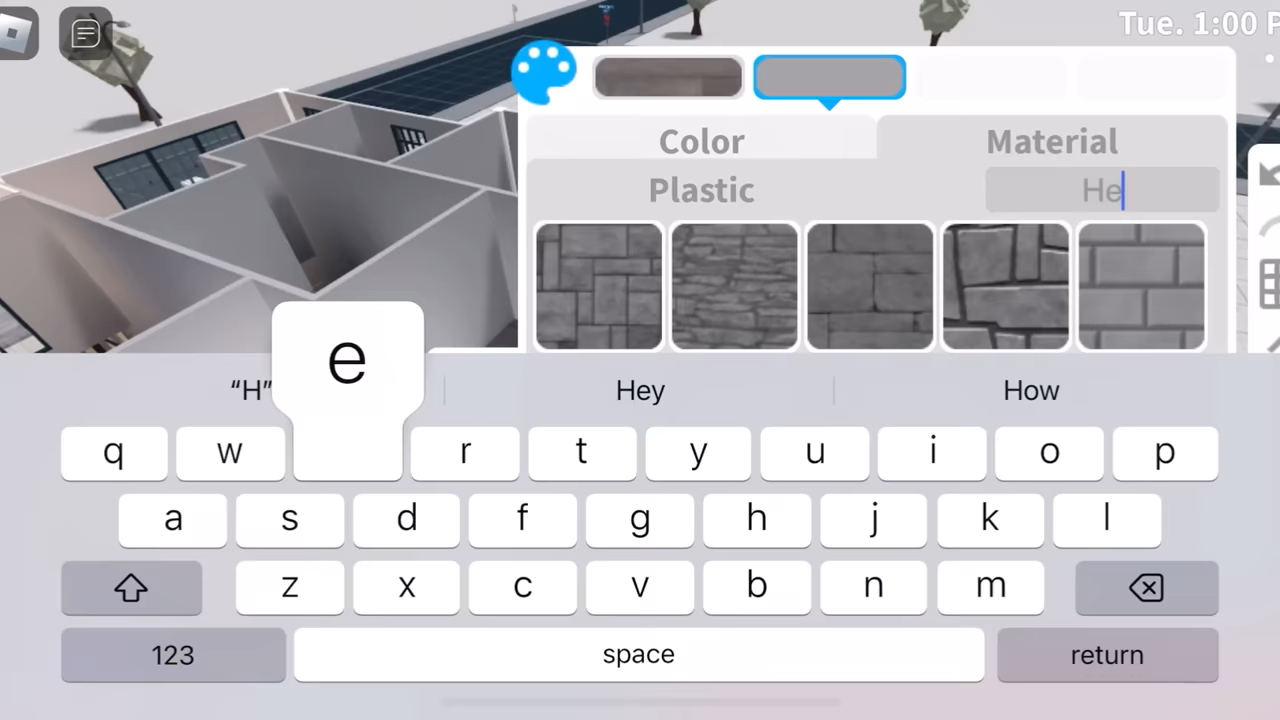 Tue. 1:00 P
Color Material
Plastic He
“H” Hey How
e
q w r t y u i o p
a s d f g h j k l
z x c v b n m
123 space return